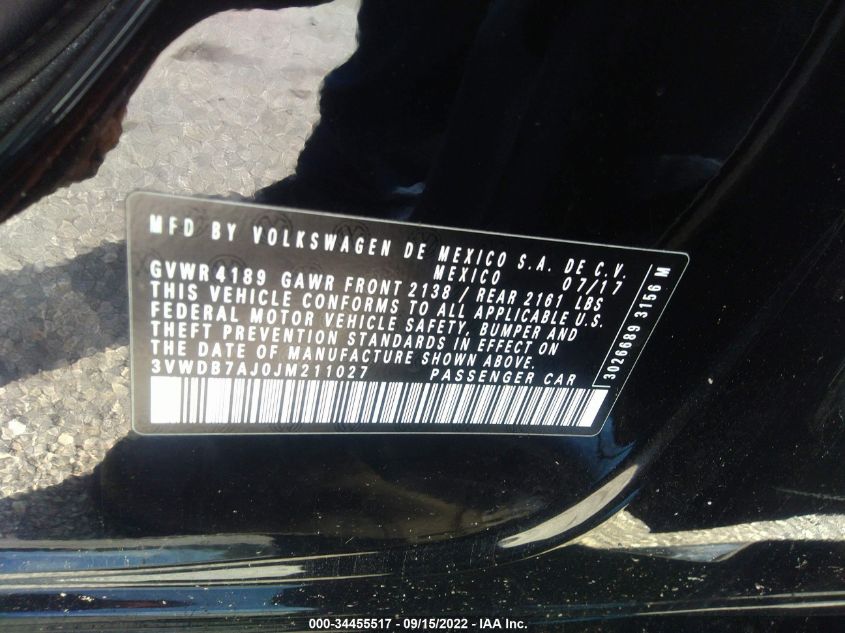 MFD BY VOLKSWAGEN DE MEXICO S.A. DE C.V.
MEXICO 07/17
GVWR 4189 GAWR FRONT 2138 / REAR 2161 LBS
THIS VEHICLE CONFORMS TO ALL APPLICABLE U.S.
FEDERAL MOTOR VEHICLE SAFETY, BUMPER AND
THEFT PREVENTION STANDARDS IN EFFECT ON
THE DATE OF MANUFACTURE SHOWN ABOVE.
3VWDB7AJ0JM211027 PASSENGER CAR
3026689 3156 M
000-34455517 - 09/15/2022 - IAA Inc.